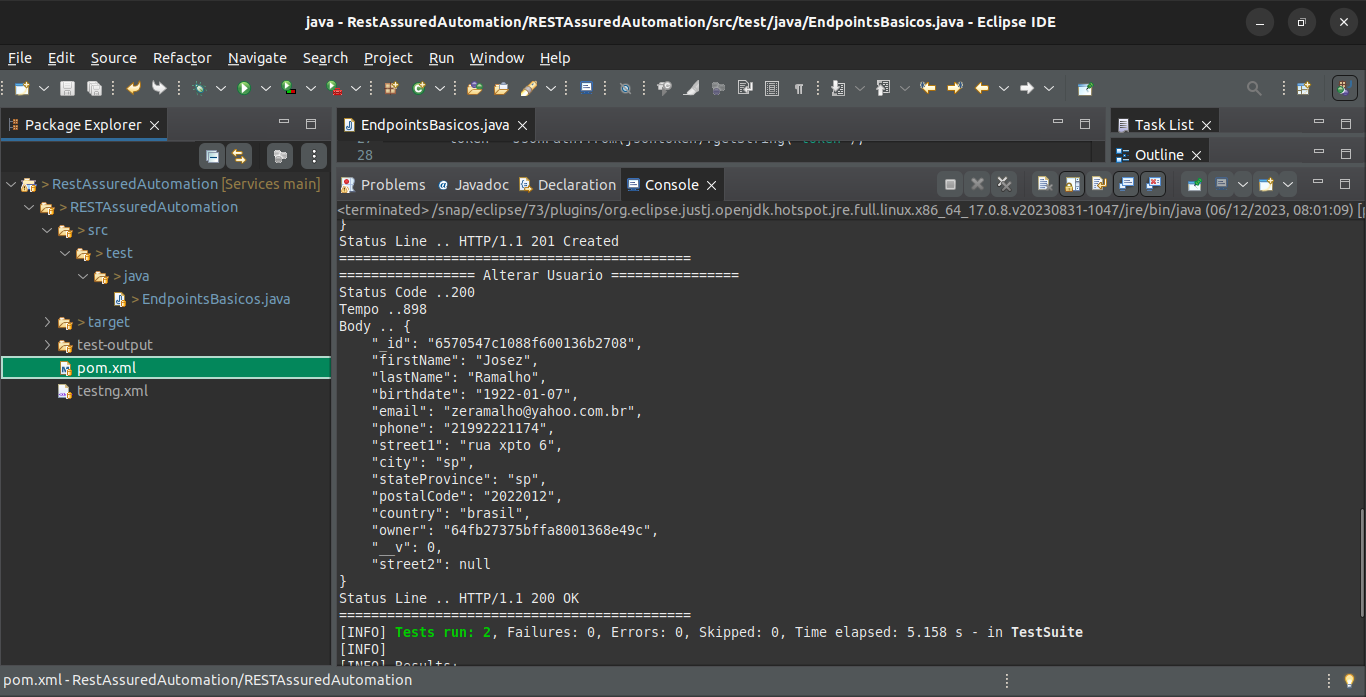 java - RestAssuredAutomation/RESTAssuredAutomation/src/test/java/EndpointsBasicos.java - Eclipse IDE
File Edit Source Refactor Navigate Search Project Run Window Help
Package Explorer
EndpointsBasicos.java
Task List
28
Outline
> RestAssuredAutomation [Services main]
> RESTAssuredAutomation
> src
> test
> java
> EndpointsBasicos.java
> target
test-output
pom.xml
testng.xml
Problems Javadoc Declaration Console
<terminated> /snap/eclipse/73/plugins/org.eclipse.justj.openjdk.hotspot.jre.full.linux.x86_64_17.0.8.v20230831-1047/jre/bin/java (06/12/2023, 08:01:09) [
}
Status Line .. HTTP/1.1 201 Created
============================================
================= Alterar Usuario ================
Status Code ..200
Tempo ..898
Body .. {
"_id": "6570547c1088f600136b2708",
"firstName": "Josez",
"lastName": "Ramalho",
"birthdate": "1922-01-07",
"email": "zeramalho@yahoo.com.br",
"phone": "21992221174",
"street1": "rua xpto 6",
"city": "sp",
"stateProvince": "sp",
"postalCode": "2022012",
"country": "brasil",
"owner": "64fb27375bffa8001368e49c",
"__v": 0,
"street2": null
}
Status Line .. HTTP/1.1 200 OK
============================================
[INFO] Tests run: 2, Failures: 0, Errors: 0, Skipped: 0, Time elapsed: 5.158 s - in TestSuite
[INFO]
[INFO] Results:
pom.xml - RestAssuredAutomation/RESTAssuredAutomation